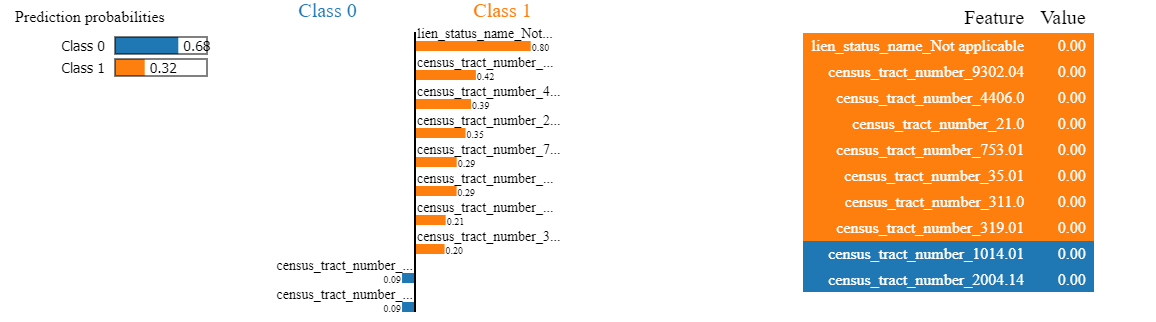 Prediction probabilities
Class 0 0.68
Class 1 0.32
Class 0 Class 1
lien_status_name_Not...
0.80
census_tract_number_...
0.42
census_tract_number_4...
0.39
census_tract_number_2...
0.35
census_tract_number_7...
0.29
census_tract_number_...
0.29
census_tract_number_...
0.21
census_tract_number_3...
0.20
census_tract_number_...
0.09
census_tract_number_...
0.09
Feature Value
lien_status_name_Not applicable 0.00
census_tract_number_9302.04 0.00
census_tract_number_4406.0 0.00
census_tract_number_21.0 0.00
census_tract_number_753.01 0.00
census_tract_number_35.01 0.00
census_tract_number_311.0 0.00
census_tract_number_319.01 0.00
census_tract_number_1014.01 0.00
census_tract_number_2004.14 0.00